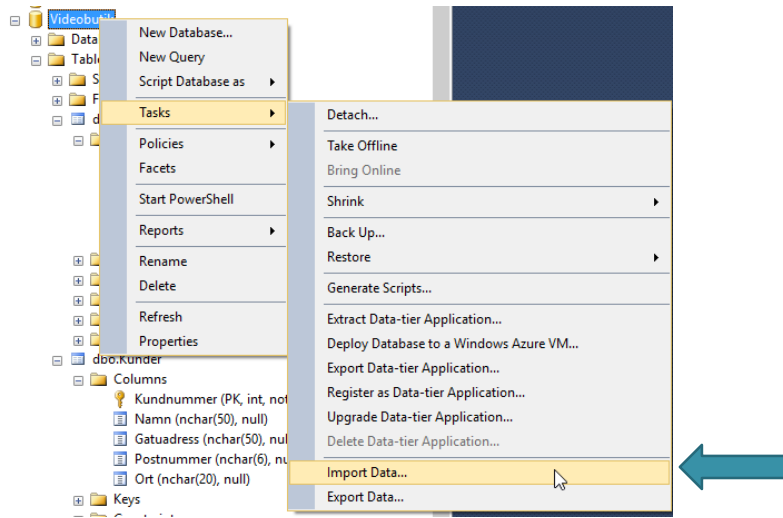 Videobutik
New Database...
Data
New Query
Table
Script Database as
S
F
Tasks
d
Detach...
Policies
Take Offline
Facets
Bring Online
Start PowerShell
Shrink
Reports
Back Up...
Rename
Restore
Delete
Generate Scripts...
Refresh
Extract Data-tier Application...
Properties
Deploy Database to a Windows Azure VM...
dbo.Kunder
Export Data-tier Application...
Columns
Register as Data-tier Application...
Kundnummer (PK, int, not
Upgrade Data-tier Application...
Namn (nchar(50), null)
Gatuadress (nchar(50), nul
Delete Data-tier Application...
Postnummer (nchar(6), nu
Import Data...
Ort (nchar(20), null)
Keys
Export Data...